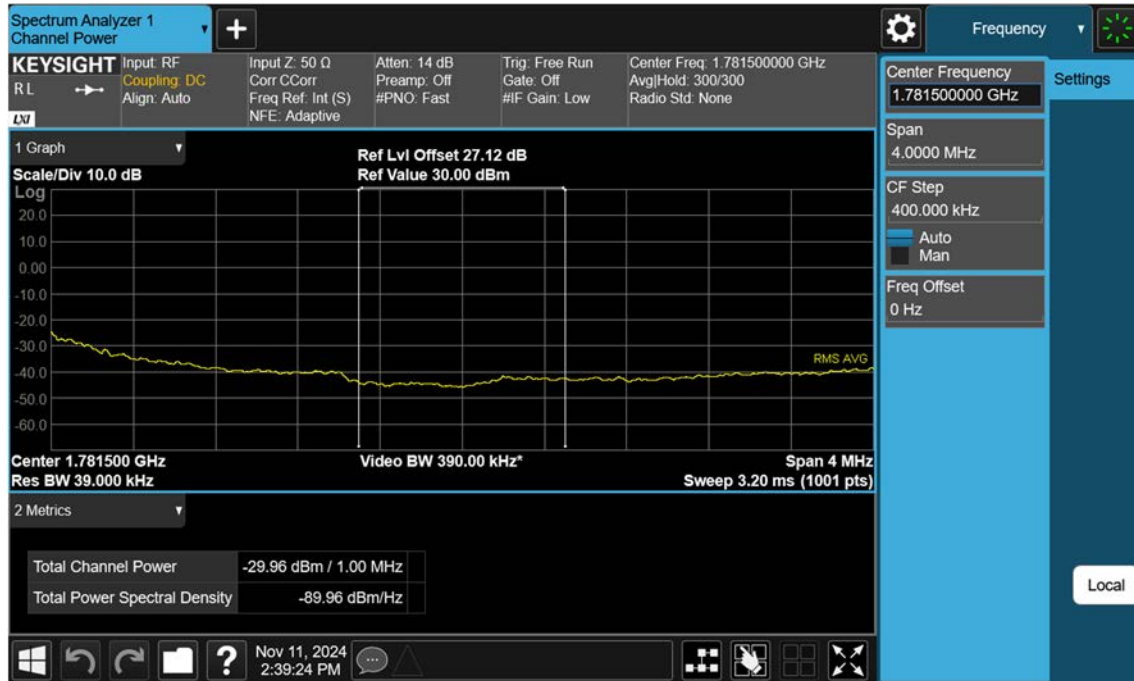 Spectrum Analyzer 1
Channel Power
Frequency
KEYSIGHT
R L
LXI
Input: RF
Coupling: DC
Align: Auto
Input Z: 50 Ω
Corr CCorr
Freq Ref: Int (S)
NFE: Adaptive
Atten: 14 dB
Preamp: Off
#PNO: Fast
Trig: Free Run
Gate: Off
#IF Gain: Low
Center Freq: 1.781500000 GHz
Avg|Hold: 300/300
Radio Std: None
Center Frequency
1.781500000 GHz
Settings
Span
4.0000 MHz
CF Step
400.000 kHz
Auto
Man
Freq Offset
0 Hz
1 Graph
Scale/Div 10.0 dB
Ref Lvl Offset 27.12 dB
Ref Value 30.00 dBm
Log
20.0
10.0
0.00
-10.0
-20.0
-30.0
-40.0
-50.0
-60.0
RMS AVG
Center 1.781500 GHz
Video BW 390.00 kHz*
Span 4 MHz
Res BW 39.000 kHz
Sweep 3.20 ms (1001 pts)
2 Metrics
Total Channel Power -29.96 dBm / 1.00 MHz
Total Power Spectral Density -89.96 dBm/Hz
Local
?
Nov 11, 2024
2:39:24 PM